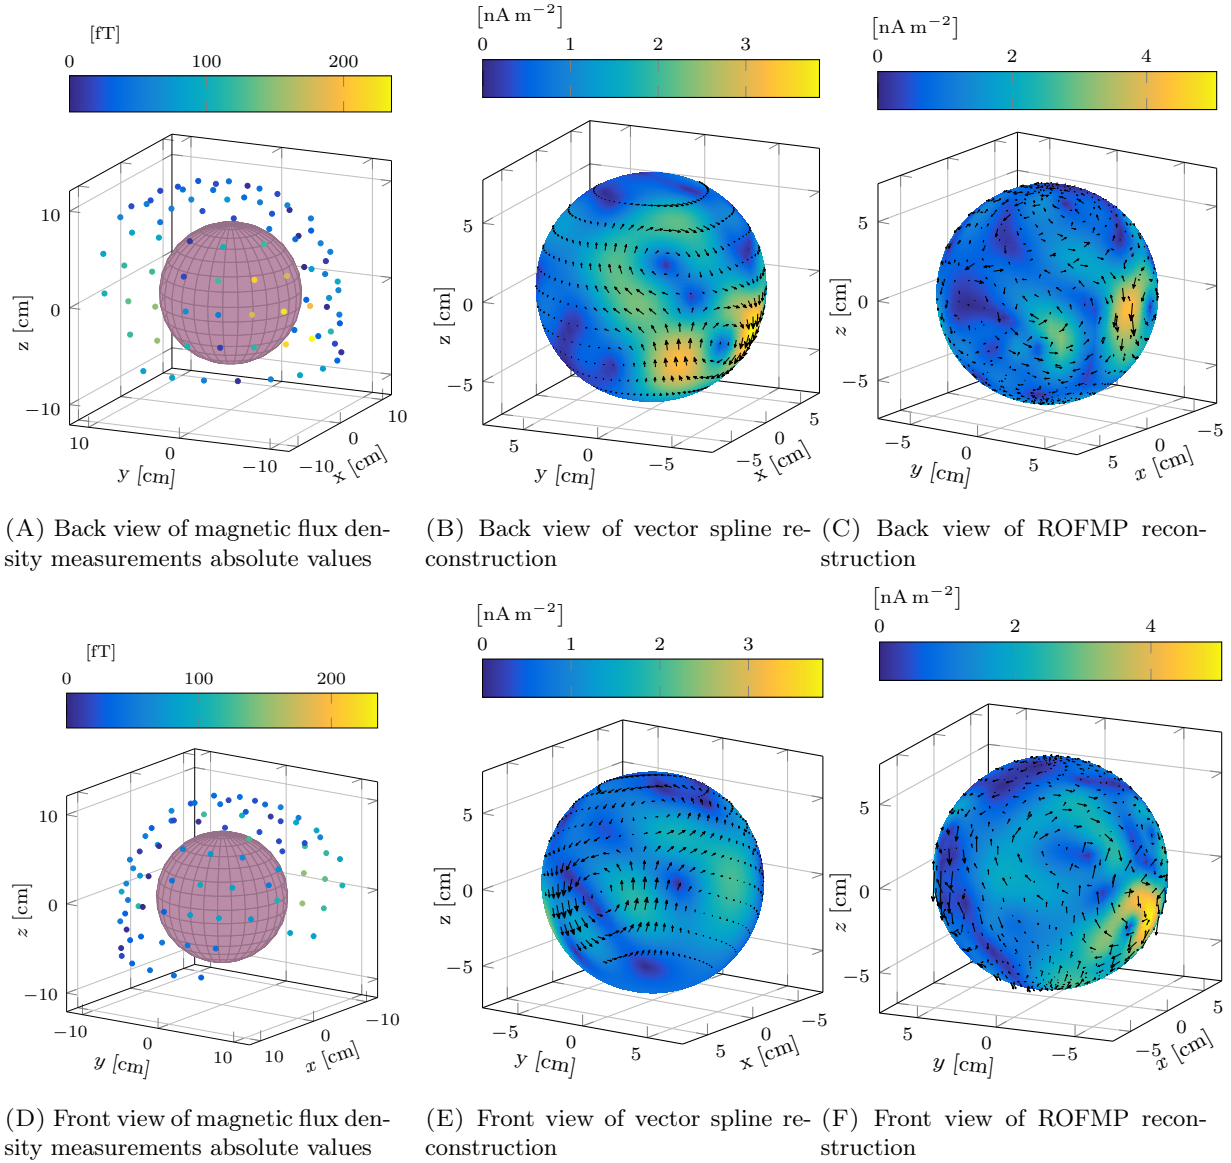 [fT]
0 100 200
10
0
−10
z [cm]
10 0 −10
y [cm]
−10 0 10
x [cm]
[nA m−2]
0 1 2 3
5
0
−5
z [cm]
5 0 −5
y [cm]
−5 0 5
x [cm]
[nA m−2]
0 2 4
5
0
−5
z [cm]
−5 0 5
y [cm]
5 0 −5
x [cm]
(A) Back view of magnetic flux den-
sity measurements absolute values
(B) Back view of vector spline re-
construction
(C) Back view of ROFMP recon-
struction
[fT]
0 100 200
10
0
−10
z [cm]
−10 0 10
y [cm]
10 0 −10
x [cm]
[nA m−2]
0 1 2 3
5
0
−5
z [cm]
−5 0 5
y [cm]
5 0 −5
x [cm]
[nA m−2]
0 2 4
5
0
−5
z [cm]
5 0 −5
y [cm]
−5 0 5
x [cm]
(D) Front view of magnetic flux den-
sity measurements absolute values
(E) Front view of vector spline re-
construction
(F) Front view of ROFMP recon-
struction